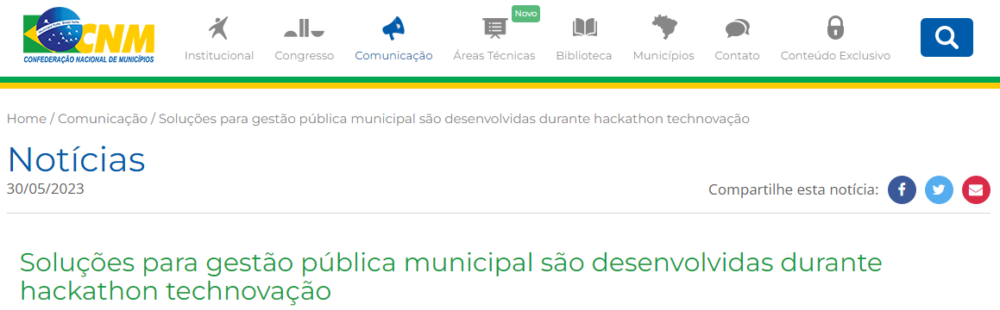 Novo
CNM
CONFEDERAÇÃO NACIONAL DE MUNICÍPIOS
Institucional
Congresso
Comunicação
Áreas Técnicas
Biblioteca
Municípios
Contato
Conteúdo Exclusivo
Home / Comunicação / Soluções para gestão pública municipal são desenvolvidas durante hackathon technovação
Notícias
30/05/2023
Compartilhe esta notícia:
Soluções para gestão pública municipal são desenvolvidas durante
hackathon technovação